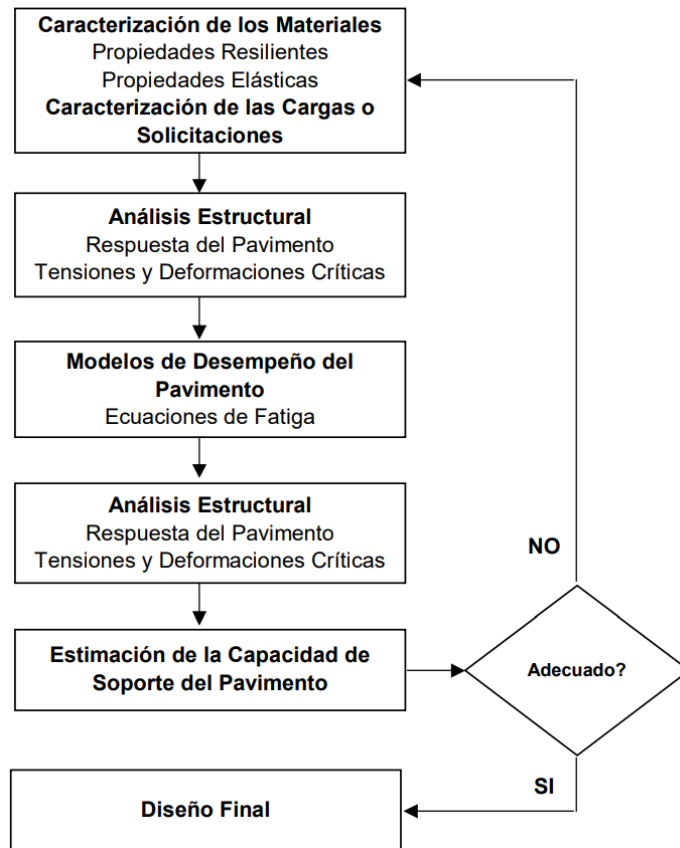 Caracterización de los Materiales
Propiedades Resilientes
Propiedades Elásticas
Caracterización de las Cargas o
Solicitaciones
Análisis Estructural
Respuesta del Pavimento
Tensiones y Deformaciones Críticas
Modelos de Desempeño del
Pavimento
Ecuaciones de Fatiga
Análisis Estructural
Respuesta del Pavimento
Tensiones y Deformaciones Críticas
NO
Estimación de la Capacidad de
Soporte del Pavimento
Adecuado?
SI
Diseño Final